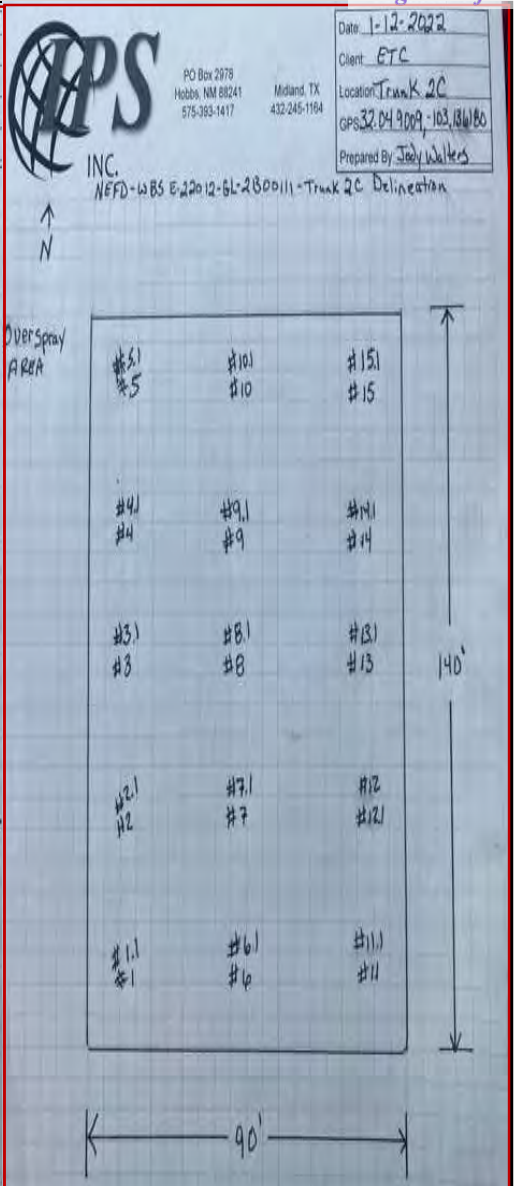 IPS
INC.
PO Box 2978
Hobbs, NM 88241
575-393-1417
Midland, TX
432-245-1164
Date: 1-12-2022
Client: ETC
Location: Trunk 2C
GPS: 32.049009, -103.136180
Prepared By: Jody Walters
NEFD-WBS E-22012-GL-2B00111-Trunk 2C Delineation
N
Overspray
AREA
#5.1 #10.1 #15.1
#5 #10 #15
#4.1 #9.1 #14.1
#4 #9 #14
#3.1 #8.1 #13.1
#3 #8 #13
140'
#2.1 #7.1 #12
#2 #7 #12.1
#1.1 #6.1 #11.1
#1 #6 #11
90'